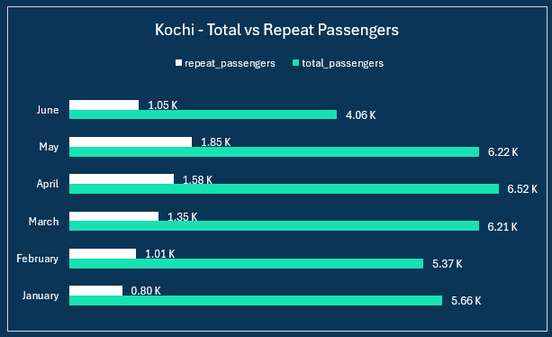 Kochi - Total vs Repeat Passengers
repeat_passengers total_passengers
June 1.05 K 4.06 K
May 1.85 K 6.22 K
April 1.58 K 6.52 K
March 1.35 K 6.21 K
February 1.01 K 5.37 K
January 0.80 K 5.66 K